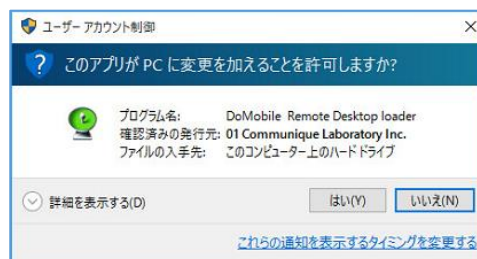 ユーザー アカウント制御
このアプリが PC に変更を加えることを許可しますか?
プログラム名: DoMobile Remote Desktop loader
確認済みの発行元: 01 Communique Laboratory Inc.
ファイルの入手先: このコンピューター上のハード ドライブ
詳細を表示する(D) はい(Y) いいえ(N)
これらの通知を表示するタイミングを変更する